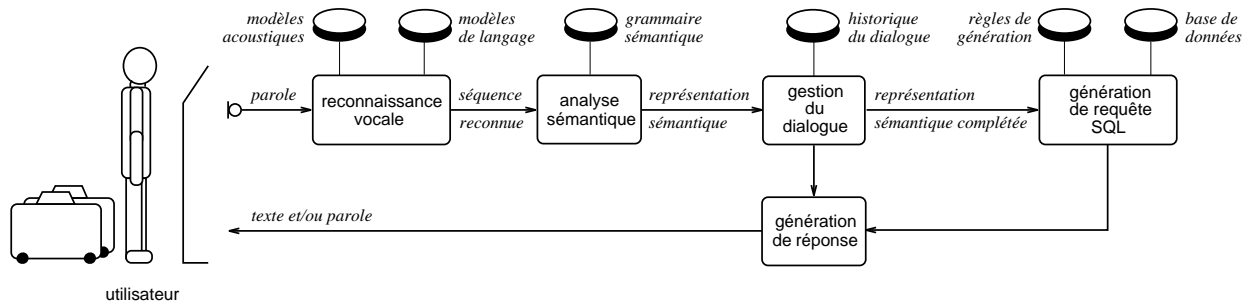 modèles
acoustiques
modèles
de langage
grammaire
sémantique
historique
du dialogue
règles de
génération
base de
données
parole
reconnaissance
vocale
séquence
reconnue
analyse
sémantique
représentation
sémantique
gestion
du
dialogue
représentation
sémantique complétée
génération
de requête
SQL
texte et/ou parole
génération
de réponse
utilisateur